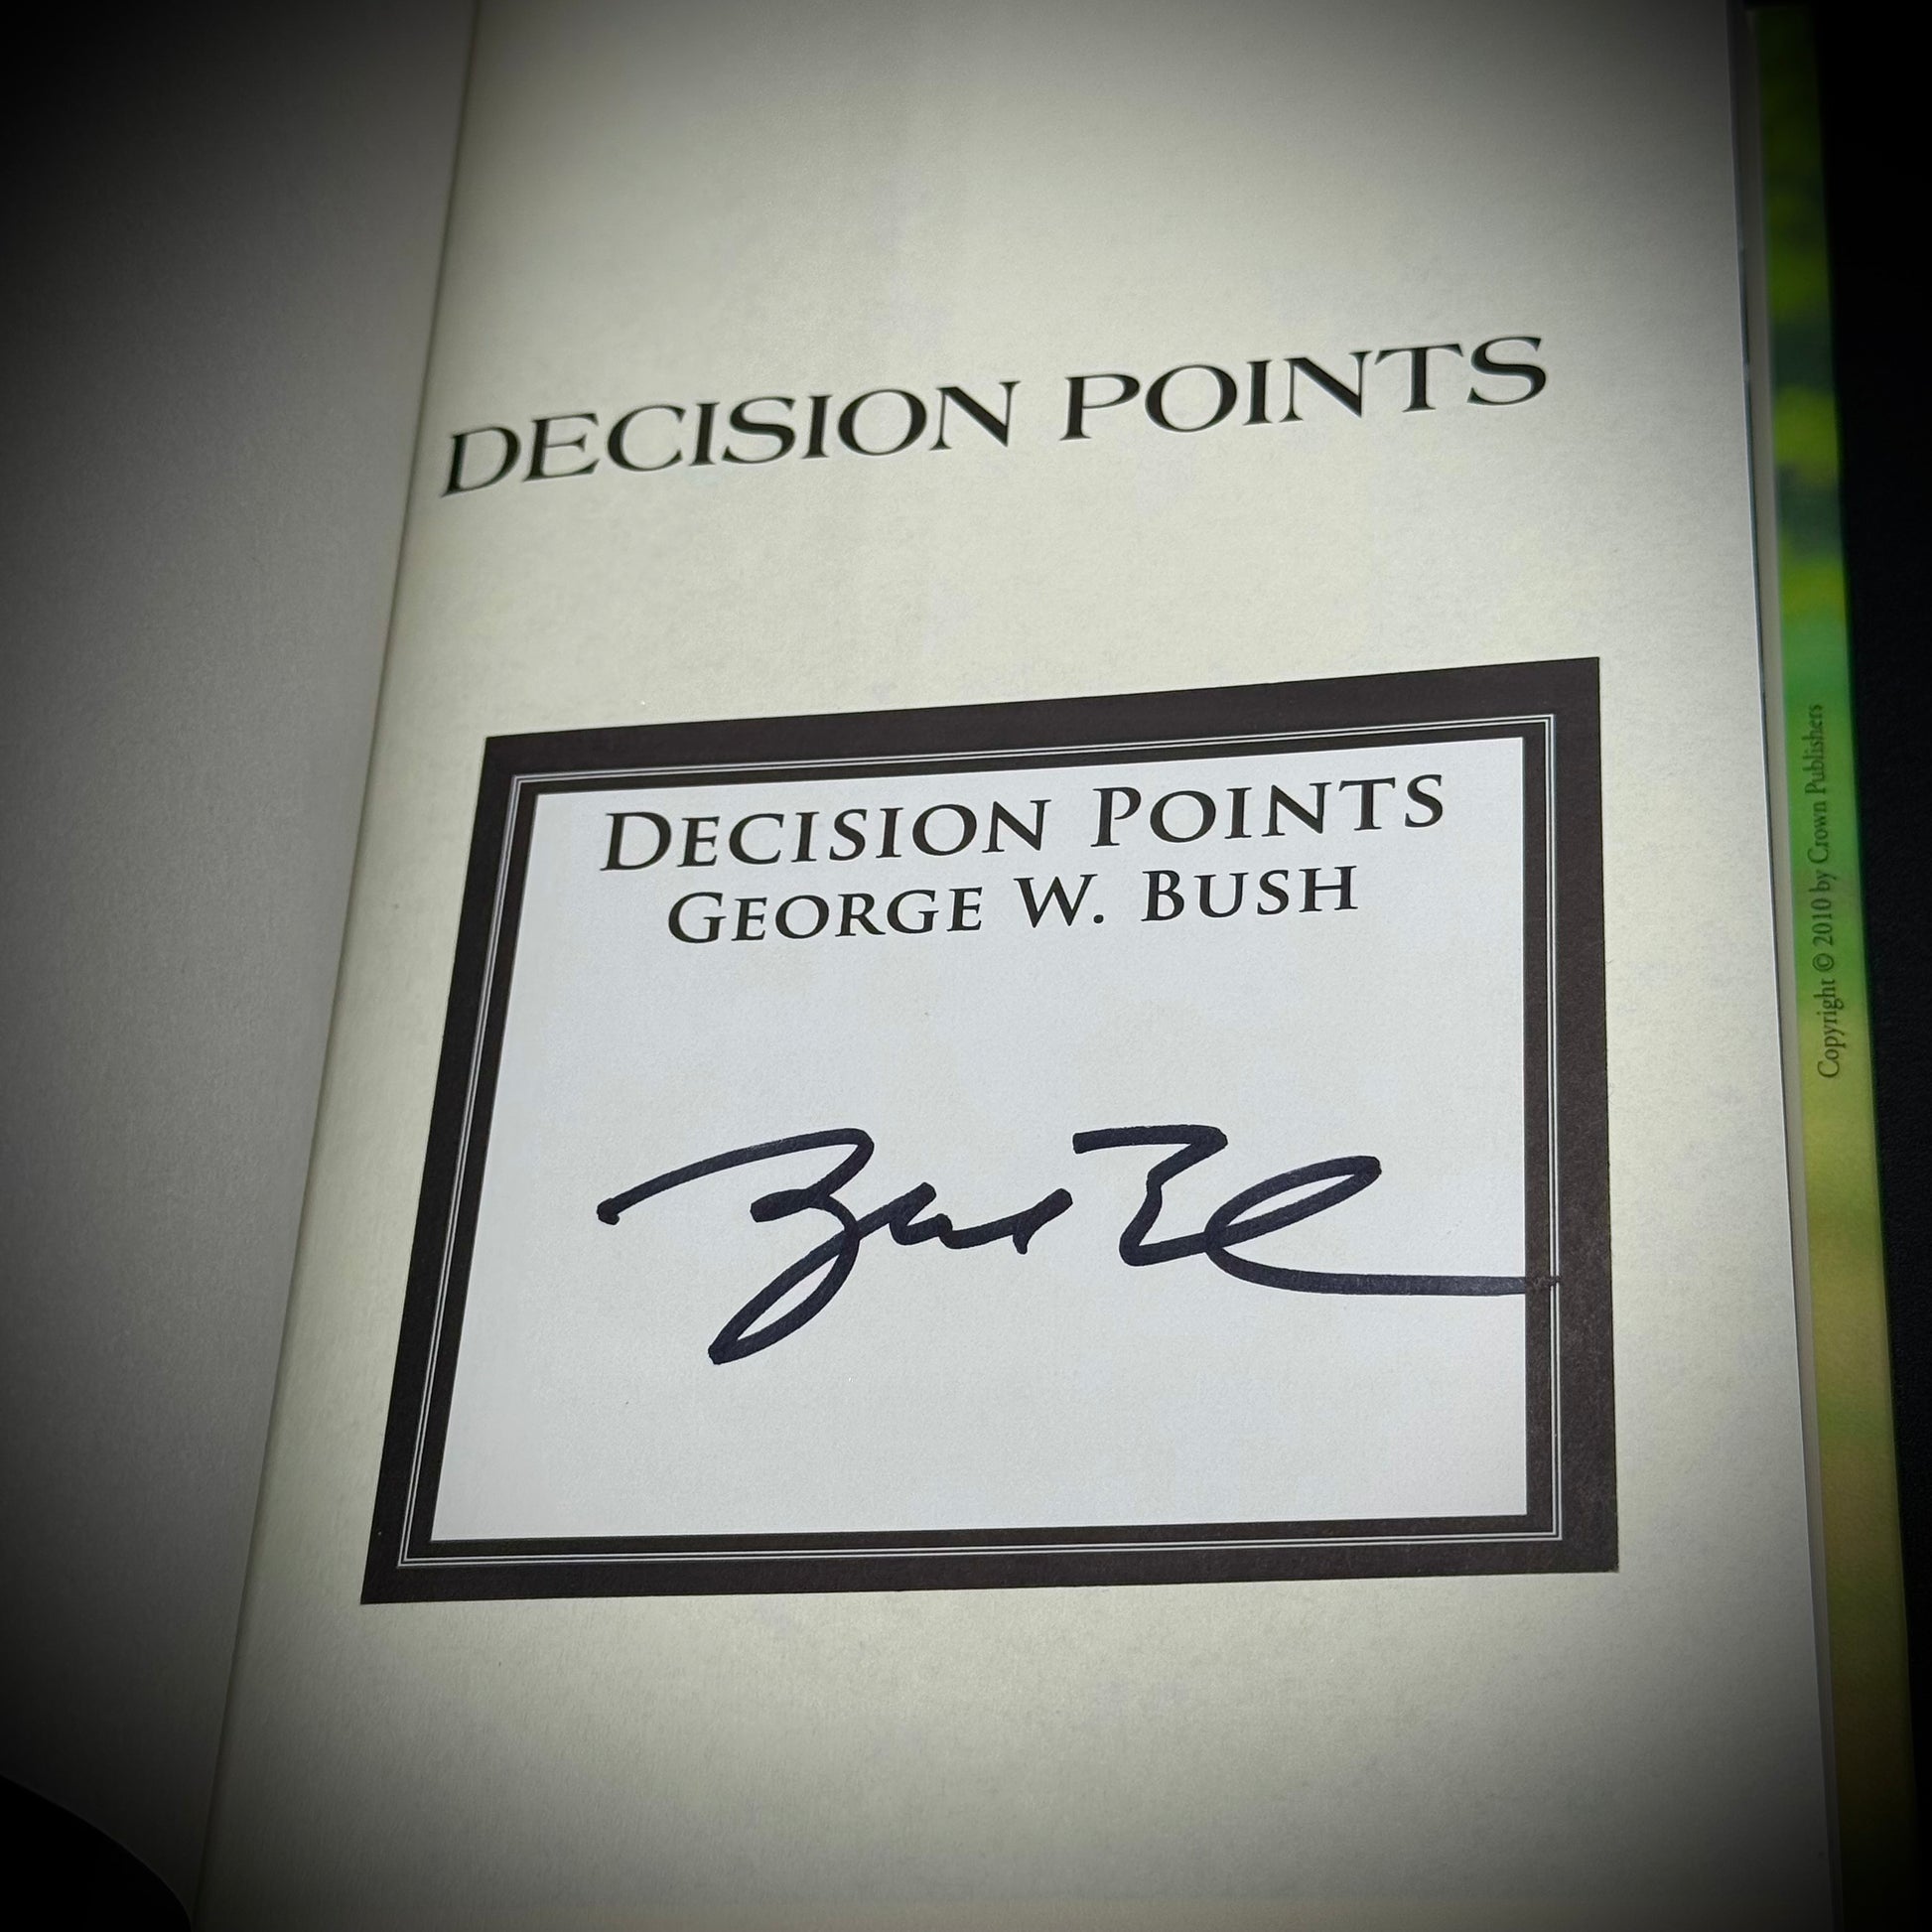 DECISION POINTS
DECISION POINTS
GEORGE W. BUSH
Copyright © 2010 by Crown Publishers